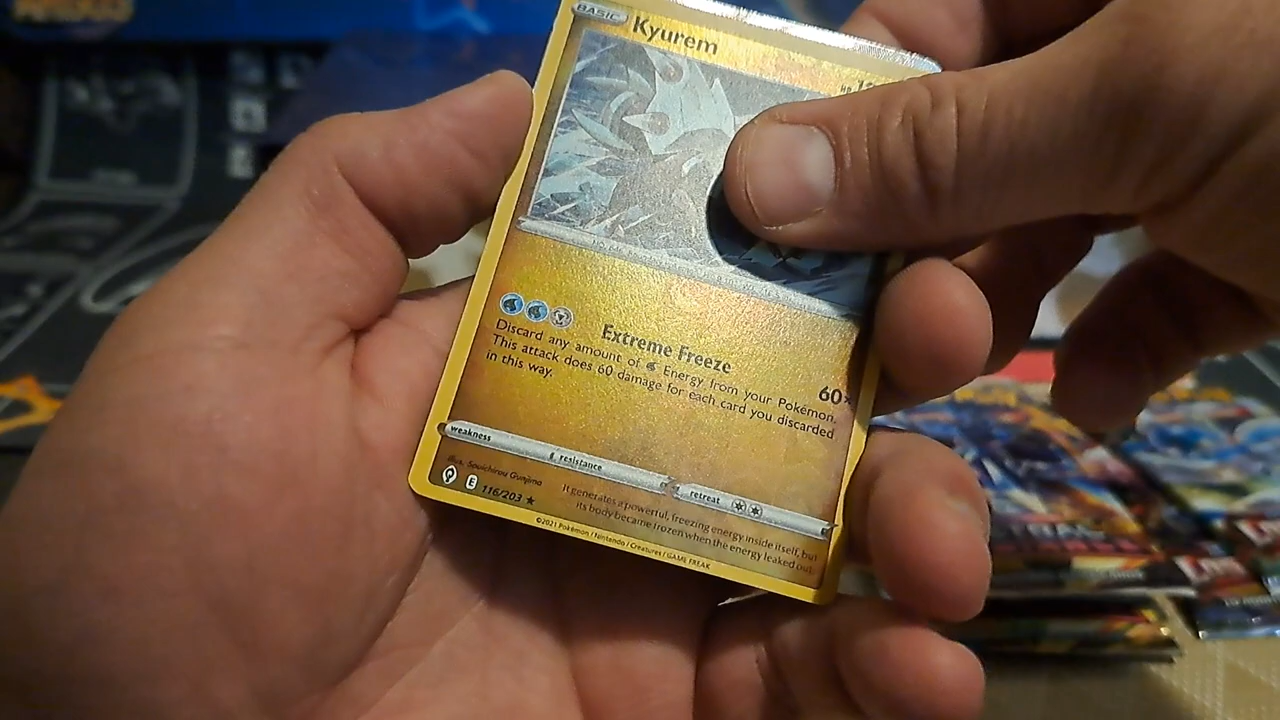 BASIC
Kyurem
HP
Extreme Freeze
60×
Discard any amount of Energy from your Pokémon.
This attack does 60 damage for each card you discarded
in this way.
weakness
resistance
retreat
Illus. Souichirou Gunjima
E 116/203 ★
It generates a powerful, freezing energy inside itself, but
its body became frozen when the energy leaked out.
©2021 Pokémon / Nintendo / Creatures / GAME FREAK